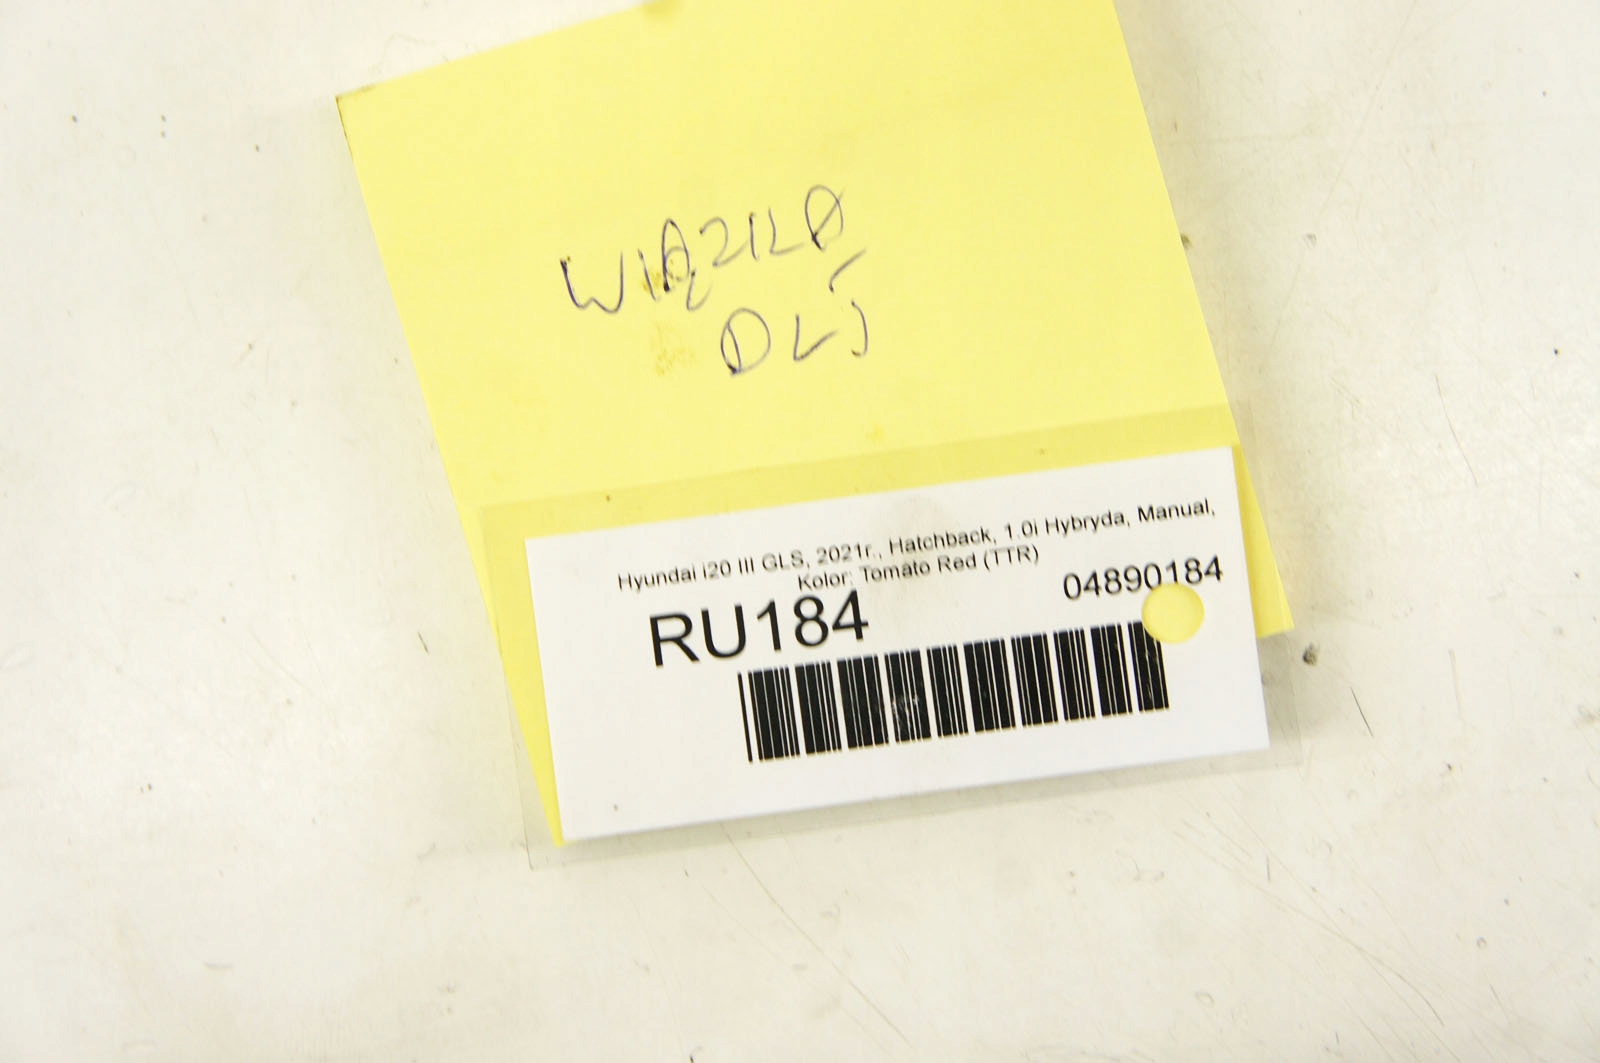 WIĄZKA
DLJ
Hyundai i20 III GLS, 2021r., Hatchback, 1.0i Hybryda, Manual,
Kolor: Tomato Red (TTR)
04890184
RU184